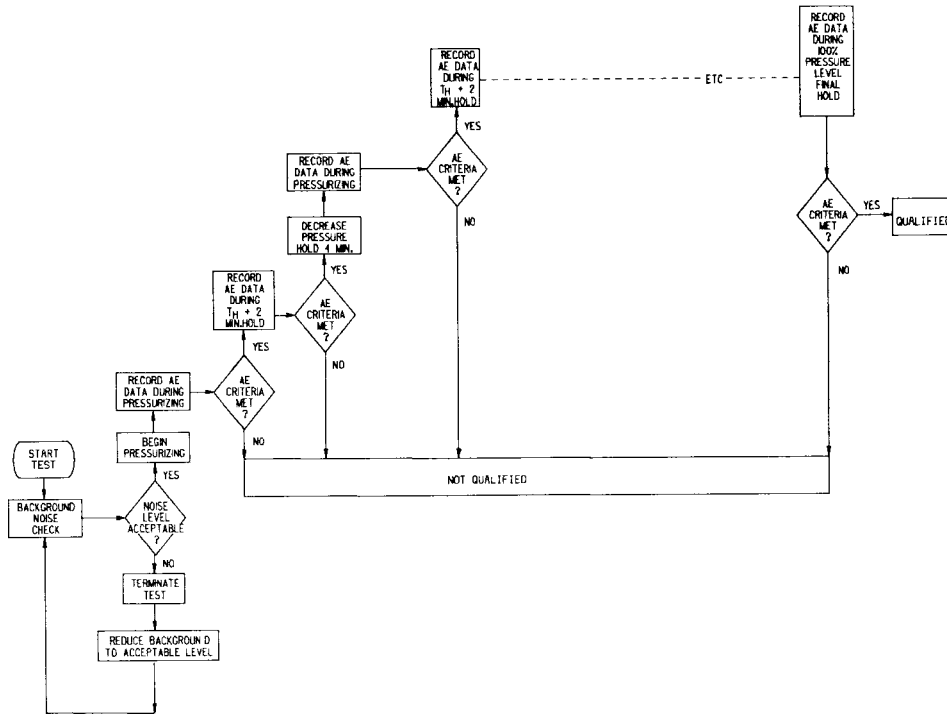 START
TEST
BACKGROUND
NOISE
CHECK
NOISE
LEVEL
ACCEPTABLE
?
NO
TERMINATE
TEST
REDUCE BACKGROUND
TO ACCEPTABLE LEVEL
YES
BEGIN
PRESSURIZING
RECORD AE
DATA DURING
PRESSURIZING
AE
CRITERIA
MET
?
NO
YES
RECORD
AE DATA
DURING
TH + 2
MIN.HOLD
AE
CRITERIA
MET
?
NO
YES
DECREASE
PRESSURE
HOLD 4 MIN.
RECORD AE
DATA DURING
PRESSURIZING
AE
CRITERIA
MET
?
NO
YES
RECORD
AE DATA
DURING
TH + 2
MIN.HOLD
ETC
RECORD
AE DATA
DURING
100%
PRESSURE
LEVEL
FINAL
HOLD
AE
CRITERIA
MET
?
YES
QUALIFIED
NO
NOT QUALIFIED